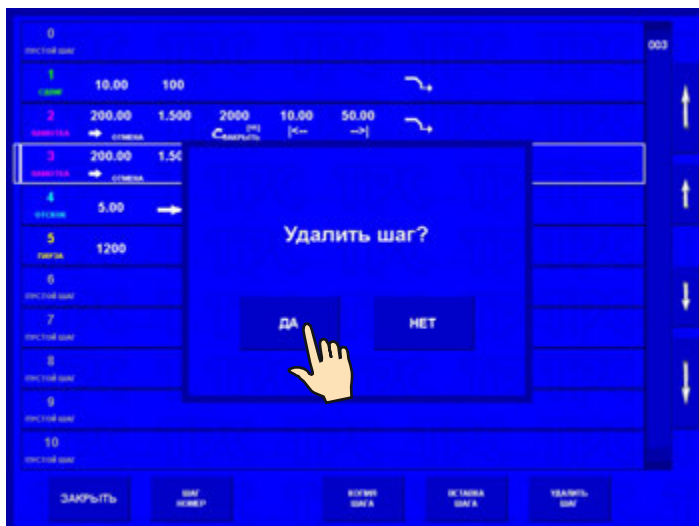 0
ПУСТОЙ ШАГ
003
1 10.00 100
СДВИГ
2 200.00 1.500 2000 10.00 50.00
НАМОТКА ОТМЕНА ЗАКРЫТЬ |<-- -->|
3 200.00 1.50
НАМОТКА ОТМЕНА
4 5.00
ОТСКОК
Удалить шаг?
5 1200
ПАУЗА
6
ПУСТОЙ ШАГ
7
ПУСТОЙ ШАГ
ДА НЕТ
8
ПУСТОЙ ШАГ
9
ПУСТОЙ ШАГ
10
ПУСТОЙ ШАГ
ЗАКРЫТЬ
ШАГ
НОМЕР
КОПИЯ
ШАГА
ВСТАВКА
ШАГА
УДАЛИТЬ
ШАГ